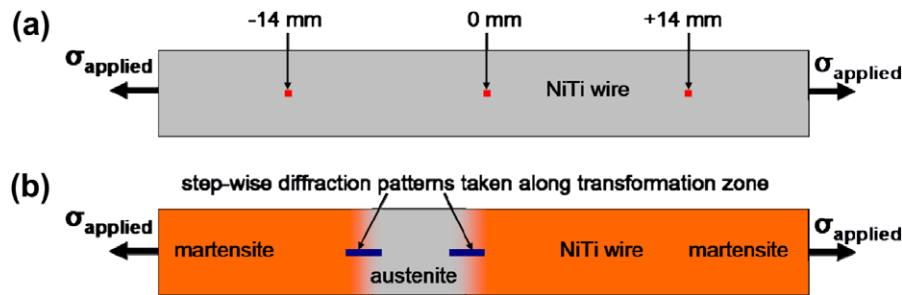 (a)
-14 mm
0 mm
+14 mm
σapplied
NiTi wire
σapplied
(b)
step-wise diffraction patterns taken along transformation zone
σapplied
martensite
austenite
NiTi wire
martensite
σapplied